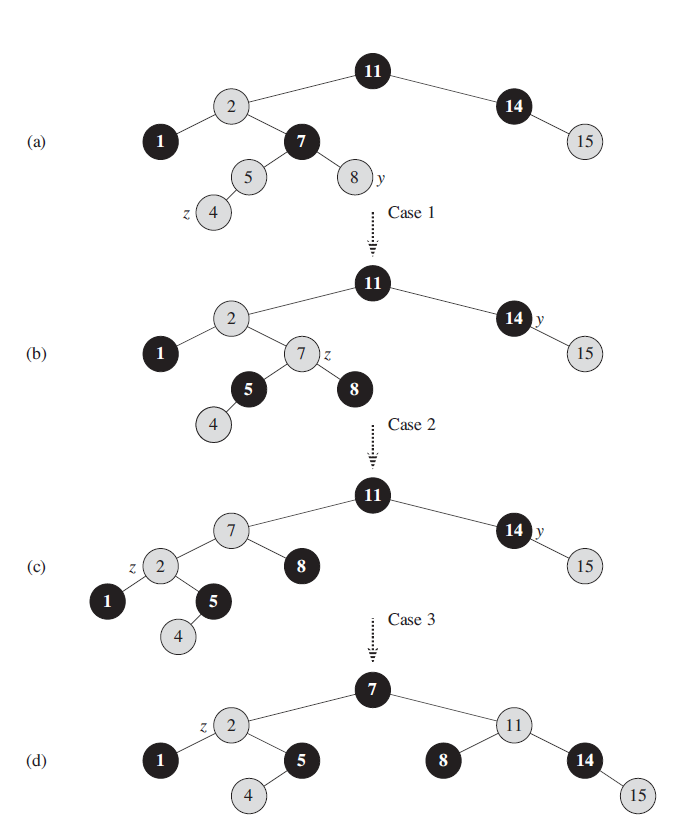 11
2 14
(a) 1 7 15
5 8 y
z 4 Case 1
11
2 14 y
(b) 1 7 z 15
5 8
4 Case 2
11
7 14 y
(c) z 2 8 15
1 5
4 Case 3
7
z 2 11
(d) 1 5 8 14
4 15